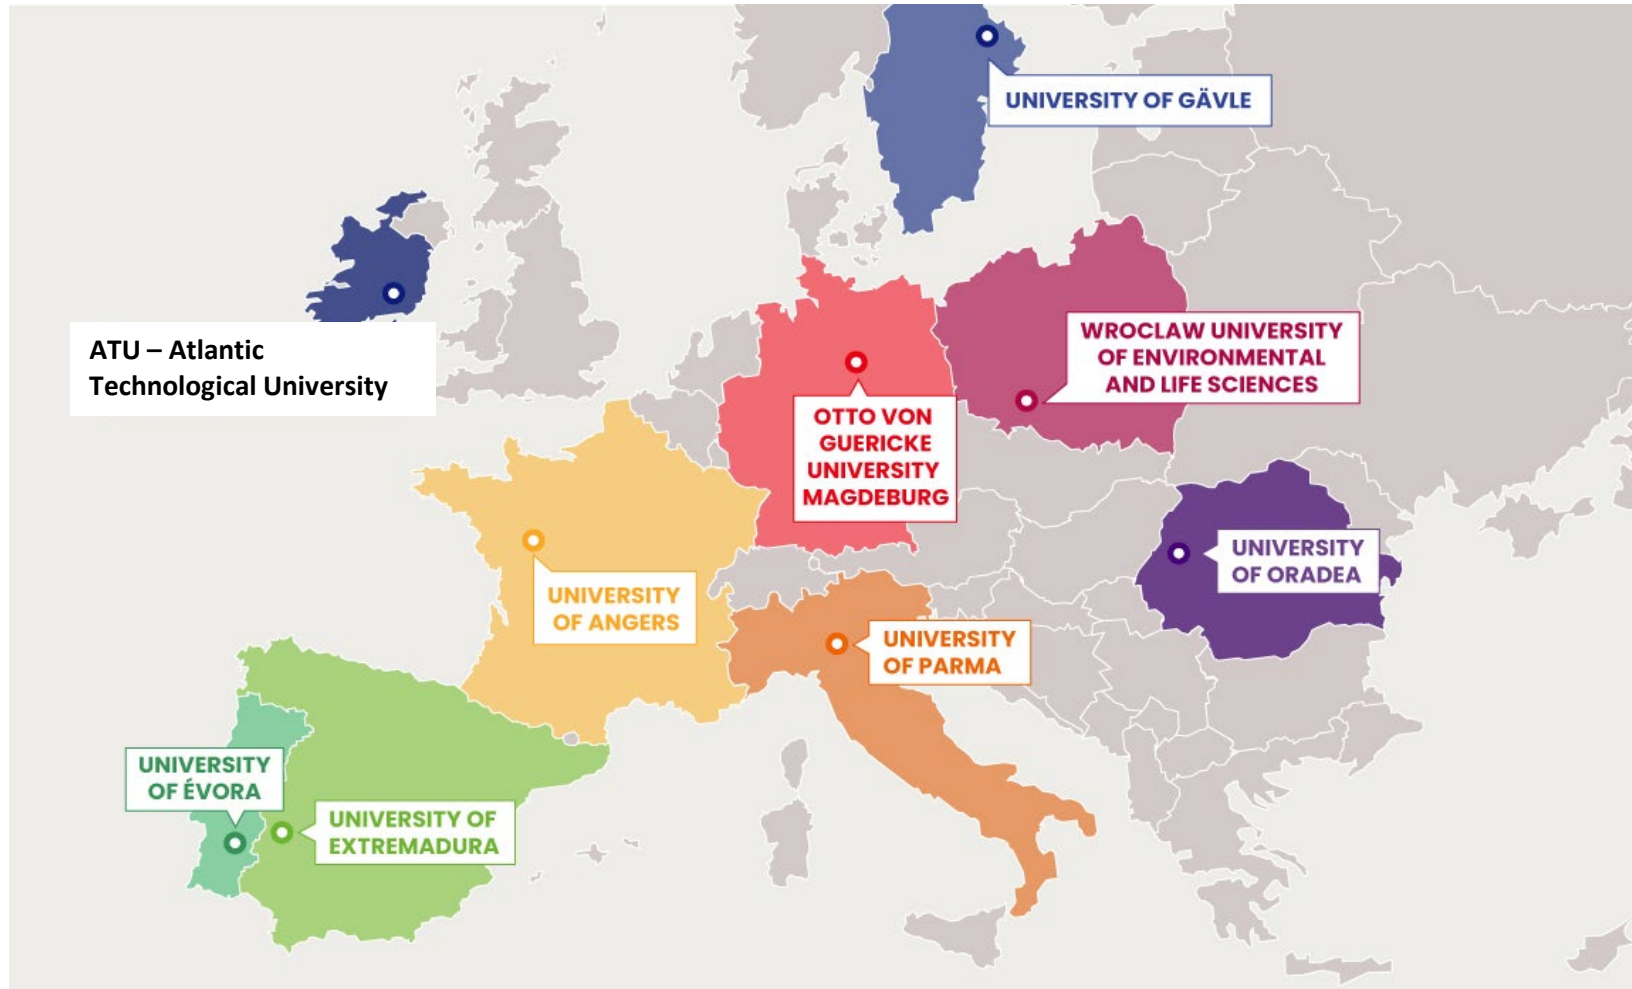 UNIVERSITY OF GÄVLE
ATU – Atlantic
Technological University
WROCLAW UNIVERSITY
OF ENVIRONMENTAL
AND LIFE SCIENCES
OTTO VON
GUERICKE
UNIVERSITY
MAGDEBURG
UNIVERSITY
OF ORADEA
UNIVERSITY
OF ANGERS
UNIVERSITY
OF PARMA
UNIVERSITY
OF ÉVORA
UNIVERSITY OF
EXTREMADURA